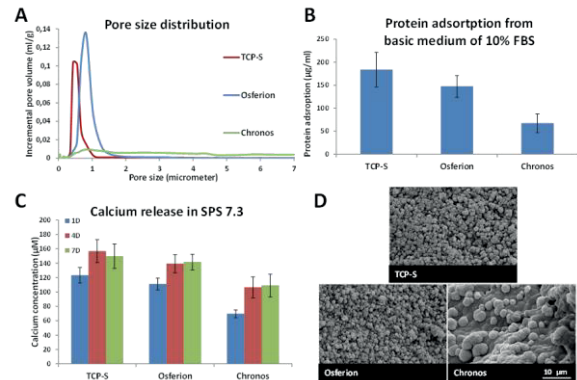 A
Pore size distribution
Incremental pore volume (ml/g)
0,14
0,12
0,1
0,08
0,06
0,04
0,02
0
0
1
2
3
4
5
6
7
Pore size (micrometer)
TCP-S
Osferion
Chronos
B
Protein adsortption from
basic medium of 10% FBS
Protein adsorption (µg/ml)
250
200
150
100
50
0
TCP-S
Osferion
Chronos
C
Calcium release in SPS 7.3
Calcium concentration (µM)
200
180
160
140
120
100
80
60
40
20
0
1D
4D
7D
TCP-S
Osferion
Chronos
D
TCP-S
Osferion
Chronos
10 µm